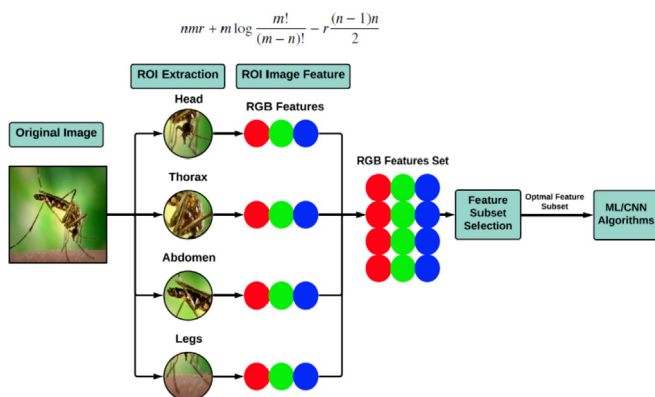 nmr + m log m!/(m − n)! − r (n − 1)n/2
ROI Extraction
ROI Image Feature
Head
RGB Features
Original Image
Thorax
RGB Features Set
Feature
Subset
Selection
Optmal Feature
Subset
ML/CNN
Algorithms
Abdomen
Legs